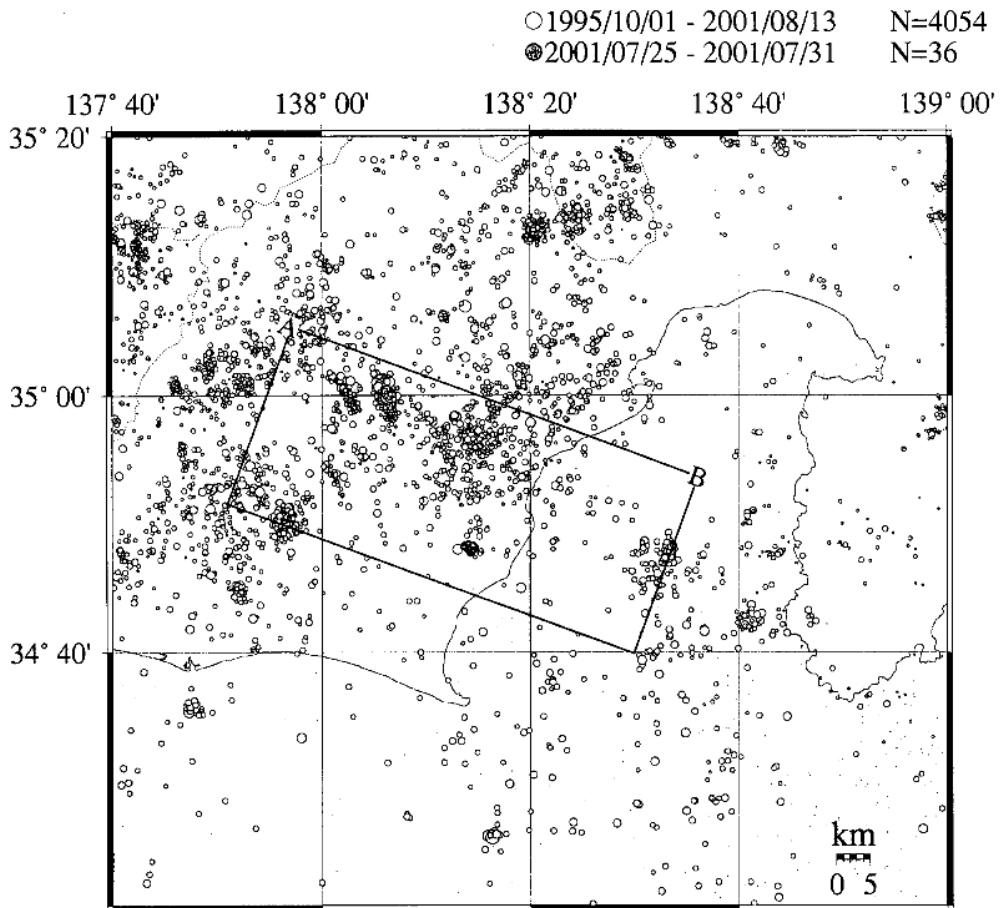 ○1995/10/01 - 2001/08/13 N=4054
●2001/07/25 - 2001/07/31 N=36
137° 40' 138° 00' 138° 20' 138° 40' 139° 00'
35° 20'
A
35° 00'
B
34° 40'
km
0 5